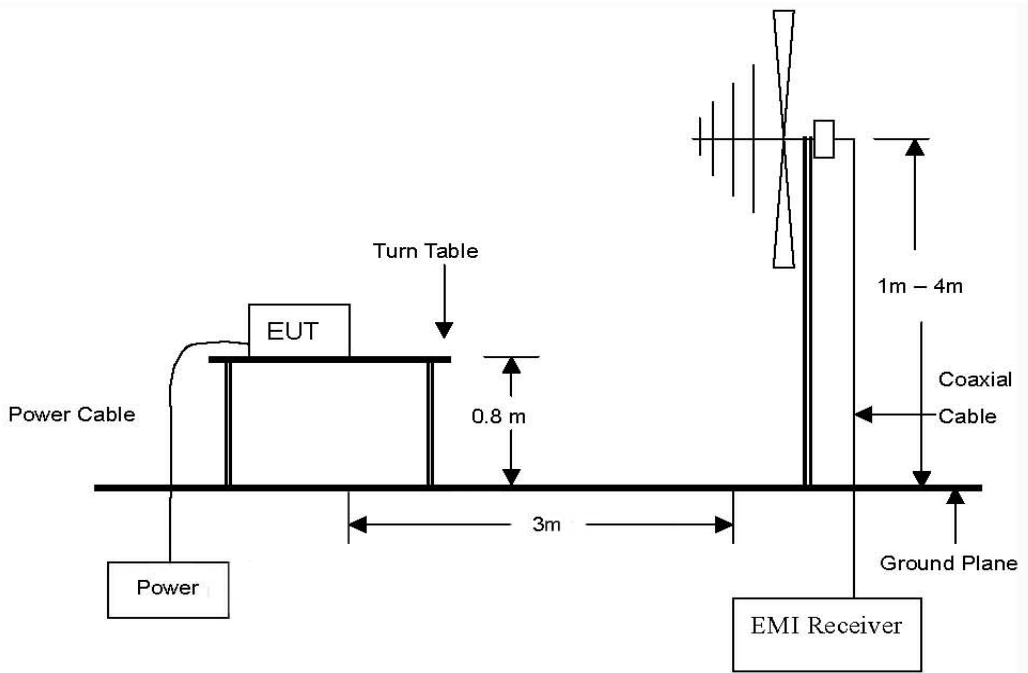 Turn Table
EUT
1m – 4m
Coaxial
Cable
Power Cable
0.8 m
3m
Ground Plane
Power
EMI Receiver